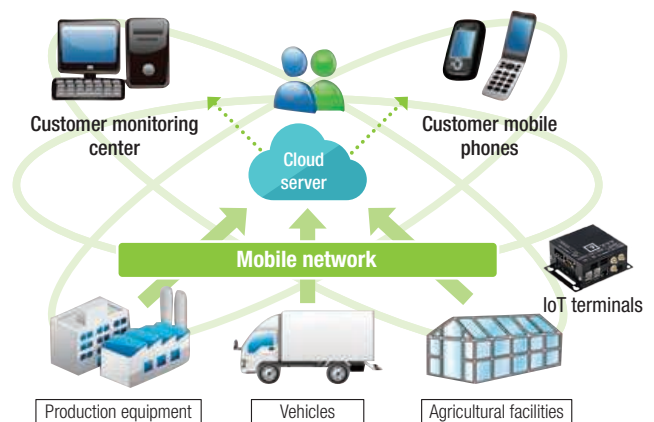 Customer monitoring
center
Customer mobile
phones
Cloud
server
Mobile network
IoT terminals
Production equipment
Vehicles
Agricultural facilities